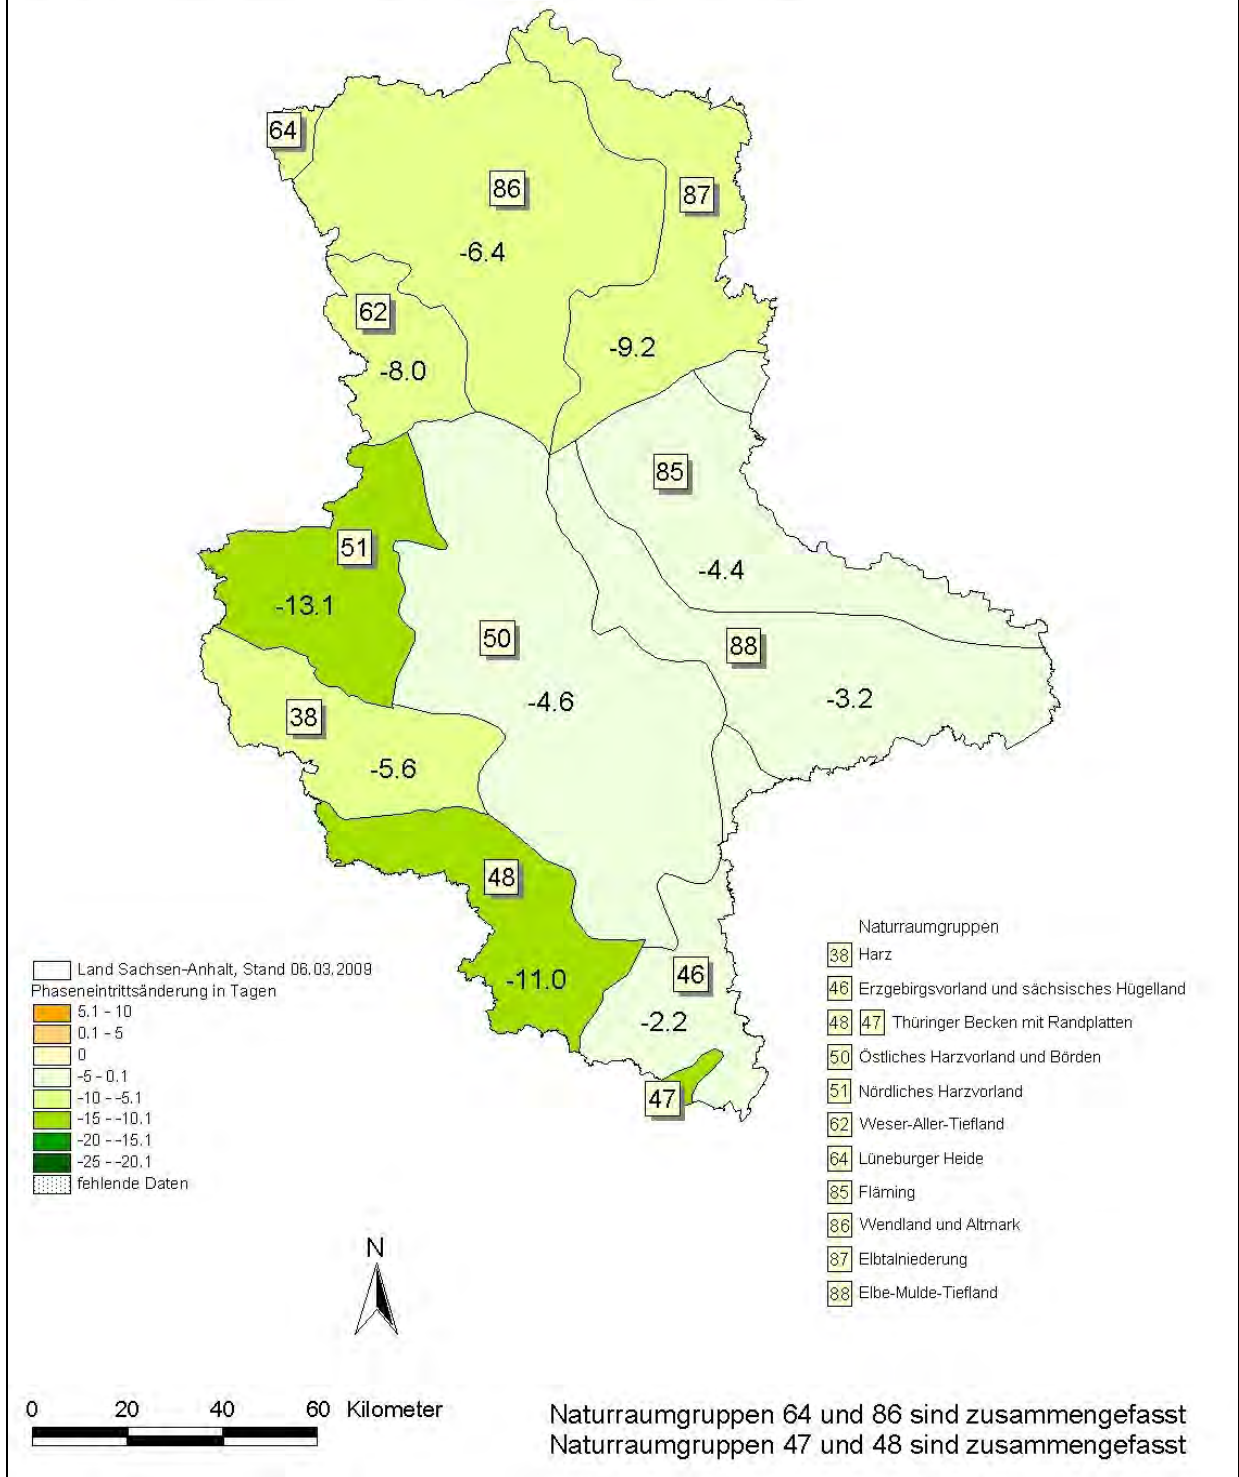 64
86
87
-6.4
62
-9.2
-8.0
85
51
-4.4
-13.1
50
88
-4.6
-3.2
38
-5.6
48
46
-11.0
-2.2
47
Land Sachsen-Anhalt, Stand 06.03.2009
Phaseneintrittsänderung in Tagen
5.1 - 10
0.1 - 5
0
-5 - 0.1
-10 - -5.1
-15 - -10.1
-20 - -15.1
-25 - -20.1
fehlende Daten
Naturraumgruppen
38 Harz
46 Erzgebirgsvorland und sächsisches Hügelland
48 47 Thüringer Becken mit Randplatten
50 Östliches Harzvorland und Börden
51 Nördliches Harzvorland
62 Weser-Aller-Tiefland
64 Lüneburger Heide
85 Fläming
86 Wendland und Altmark
87 Elbtalniederung
88 Elbe-Mulde-Tiefland
N
0 20 40 60 Kilometer
Naturraumgruppen 64 und 86 sind zusammengefasst
Naturraumgruppen 47 und 48 sind zusammengefasst